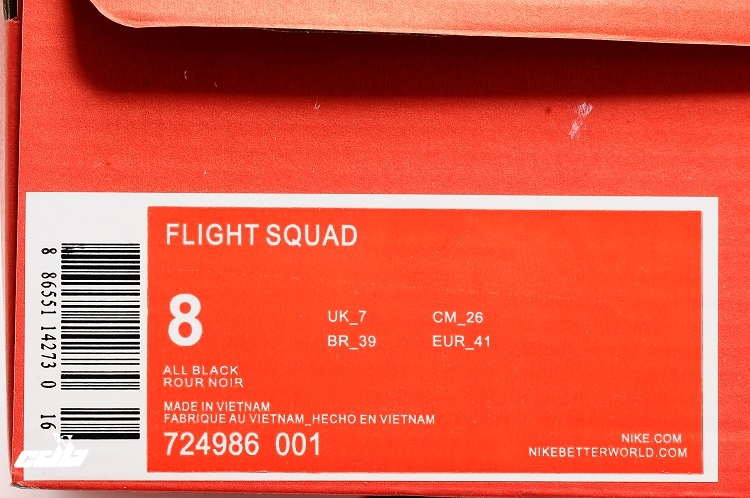 FLIGHT SQUAD
8
UK_7
CM_26
BR_39
EUR_41
ALL BLACK
ROUR NOIR
MADE IN VIETNAM
FABRIQUE AU VIETNAM_HECHO EN VIETNAM
724986 001
NIKE.COM
NIKEBETTERWORLD.COM
8 86551 14273 0 16